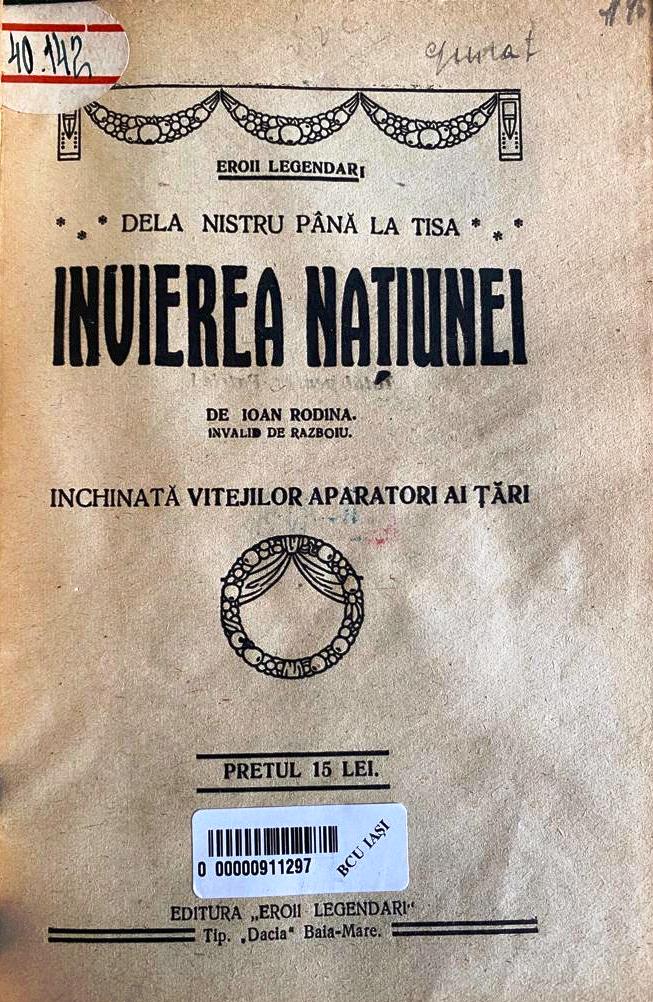 40.142
EROII LEGENDARI
* * * DELA NISTRU PÂNĂ LA TISA * * *
INVIEREA NAȚIUNEI
DE IOAN RODINA.
INVALID DE RAZBOIU.
INCHINATĂ VITEJILOR APARATORI AI ȚĂRI
PRETUL 15 LEI.
0 00000911297
BCU IAȘI
EDITURA „EROII LEGENDARI“
Tip. „Dacia“ Baia-Mare.